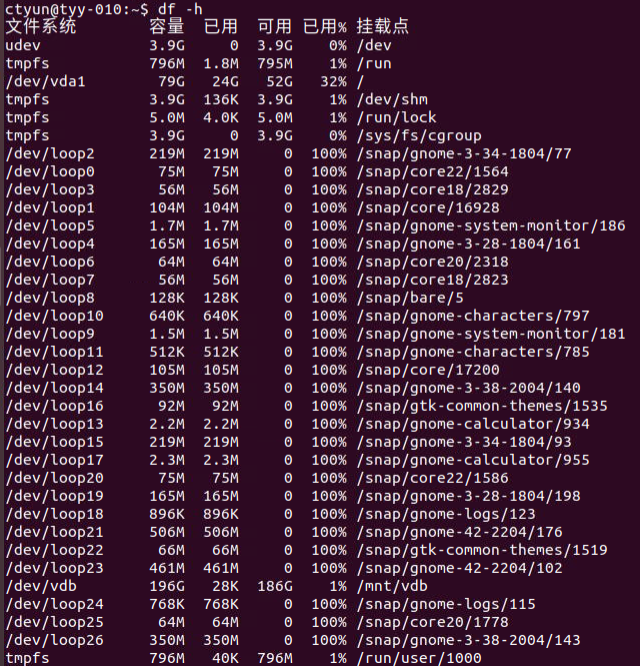 ctyun@tyy-010:~$ df -h
文件系统 容量 已用 可用 已用% 挂载点
udev 3.9G 0 3.9G 0% /dev
tmpfs 796M 1.8M 795M 1% /run
/dev/vda1 79G 24G 52G 32% /
tmpfs 3.9G 136K 3.9G 1% /dev/shm
tmpfs 5.0M 4.0K 5.0M 1% /run/lock
tmpfs 3.9G 0 3.9G 0% /sys/fs/cgroup
/dev/loop2 219M 219M 0 100% /snap/gnome-3-34-1804/77
/dev/loop0 75M 75M 0 100% /snap/core22/1564
/dev/loop3 56M 56M 0 100% /snap/core18/2829
/dev/loop1 104M 104M 0 100% /snap/core/16928
/dev/loop5 1.7M 1.7M 0 100% /snap/gnome-system-monitor/186
/dev/loop4 165M 165M 0 100% /snap/gnome-3-28-1804/161
/dev/loop6 64M 64M 0 100% /snap/core20/2318
/dev/loop7 56M 56M 0 100% /snap/core18/2823
/dev/loop8 128K 128K 0 100% /snap/bare/5
/dev/loop10 640K 640K 0 100% /snap/gnome-characters/797
/dev/loop9 1.5M 1.5M 0 100% /snap/gnome-system-monitor/181
/dev/loop11 512K 512K 0 100% /snap/gnome-characters/785
/dev/loop12 105M 105M 0 100% /snap/core/17200
/dev/loop14 350M 350M 0 100% /snap/gnome-3-38-2004/140
/dev/loop16 92M 92M 0 100% /snap/gtk-common-themes/1535
/dev/loop13 2.2M 2.2M 0 100% /snap/gnome-calculator/934
/dev/loop15 219M 219M 0 100% /snap/gnome-3-34-1804/93
/dev/loop17 2.3M 2.3M 0 100% /snap/gnome-calculator/955
/dev/loop20 75M 75M 0 100% /snap/core22/1586
/dev/loop19 165M 165M 0 100% /snap/gnome-3-28-1804/198
/dev/loop18 896K 896K 0 100% /snap/gnome-logs/123
/dev/loop21 506M 506M 0 100% /snap/gnome-42-2204/176
/dev/loop22 66M 66M 0 100% /snap/gtk-common-themes/1519
/dev/loop23 461M 461M 0 100% /snap/gnome-42-2204/102
/dev/vdb 196G 28K 186G 1% /mnt/vdb
/dev/loop24 768K 768K 0 100% /snap/gnome-logs/115
/dev/loop25 64M 64M 0 100% /snap/core20/1778
/dev/loop26 350M 350M 0 100% /snap/gnome-3-38-2004/143
tmpfs 796M 40K 796M 1% /run/user/1000